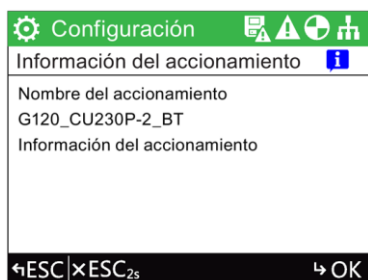 Configuración
Información del accionamiento
Nombre del accionamiento
G120_CU230P-2_BT
Información del accionamiento
ESC|×ESC2s OK